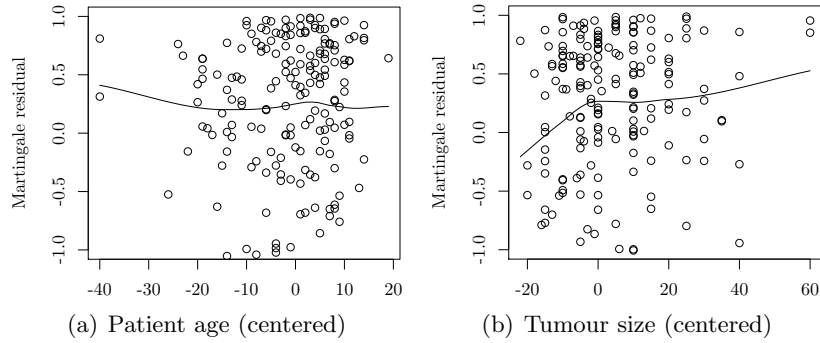 Martingale residual
1.0
0.5
0.0
-0.5
-1.0
-40 -30 -20 -10 0 10 20
(a) Patient age (centered)
Martingale residual
1.0
0.5
0.0
-0.5
-1.0
-20 0 20 40 60
(b) Tumour size (centered)